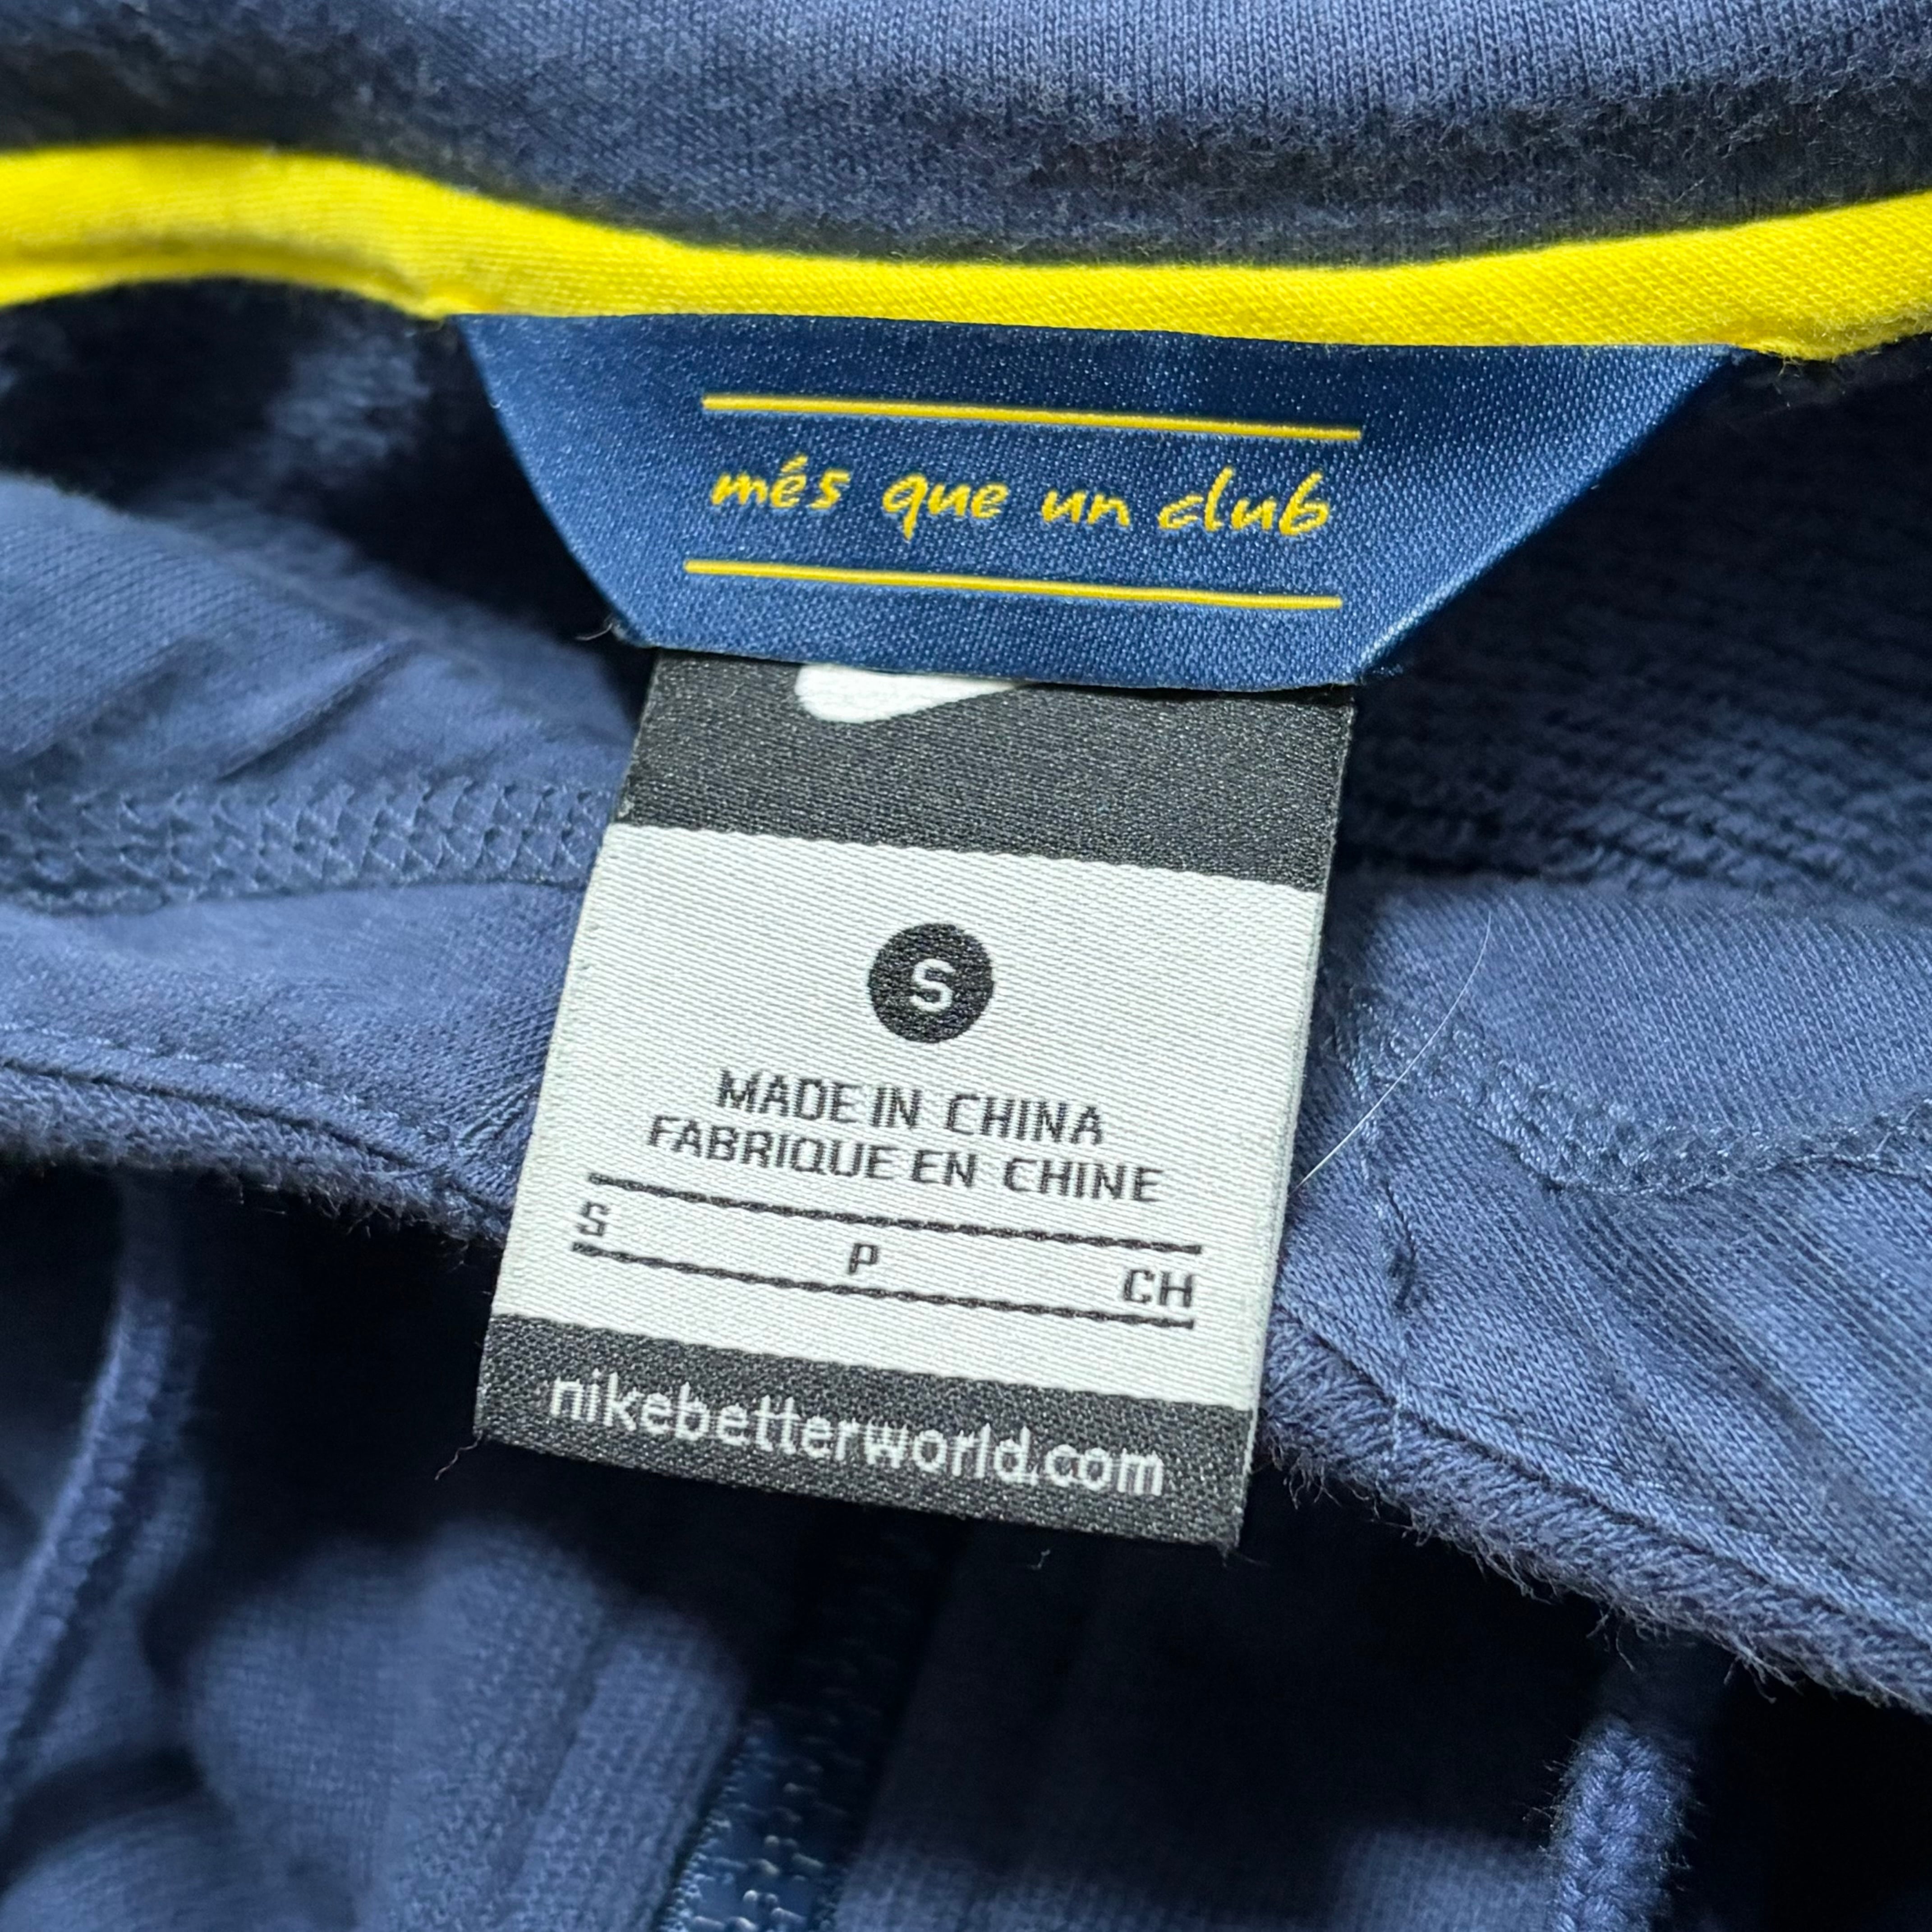 més que un club
S
MADE IN CHINA
FABRIQUE EN CHINE
S P CH
nikebetterworld.com